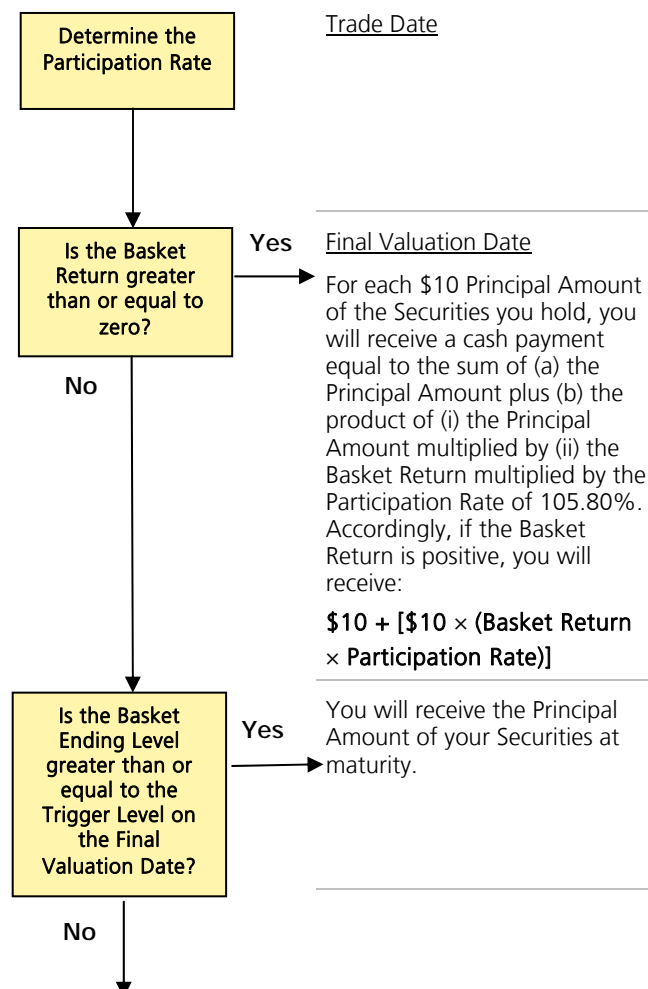 Determine the
Participation Rate
Trade Date
Is the Basket
Return greater
than or equal to
zero?
Yes
No
Final Valuation Date
For each $10 Principal Amount
of the Securities you hold, you
will receive a cash payment
equal to the sum of (a) the
Principal Amount plus (b) the
product of (i) the Principal
Amount multiplied by (ii) the
Basket Return multiplied by the
Participation Rate of 105.80%.
Accordingly, if the Basket
Return is positive, you will
receive:
$10 + [$10 × (Basket Return
× Participation Rate)]
Is the Basket
Ending Level
greater than or
equal to the
Trigger Level on
the Final
Valuation Date?
Yes
No
You will receive the Principal
Amount of your Securities at
maturity.